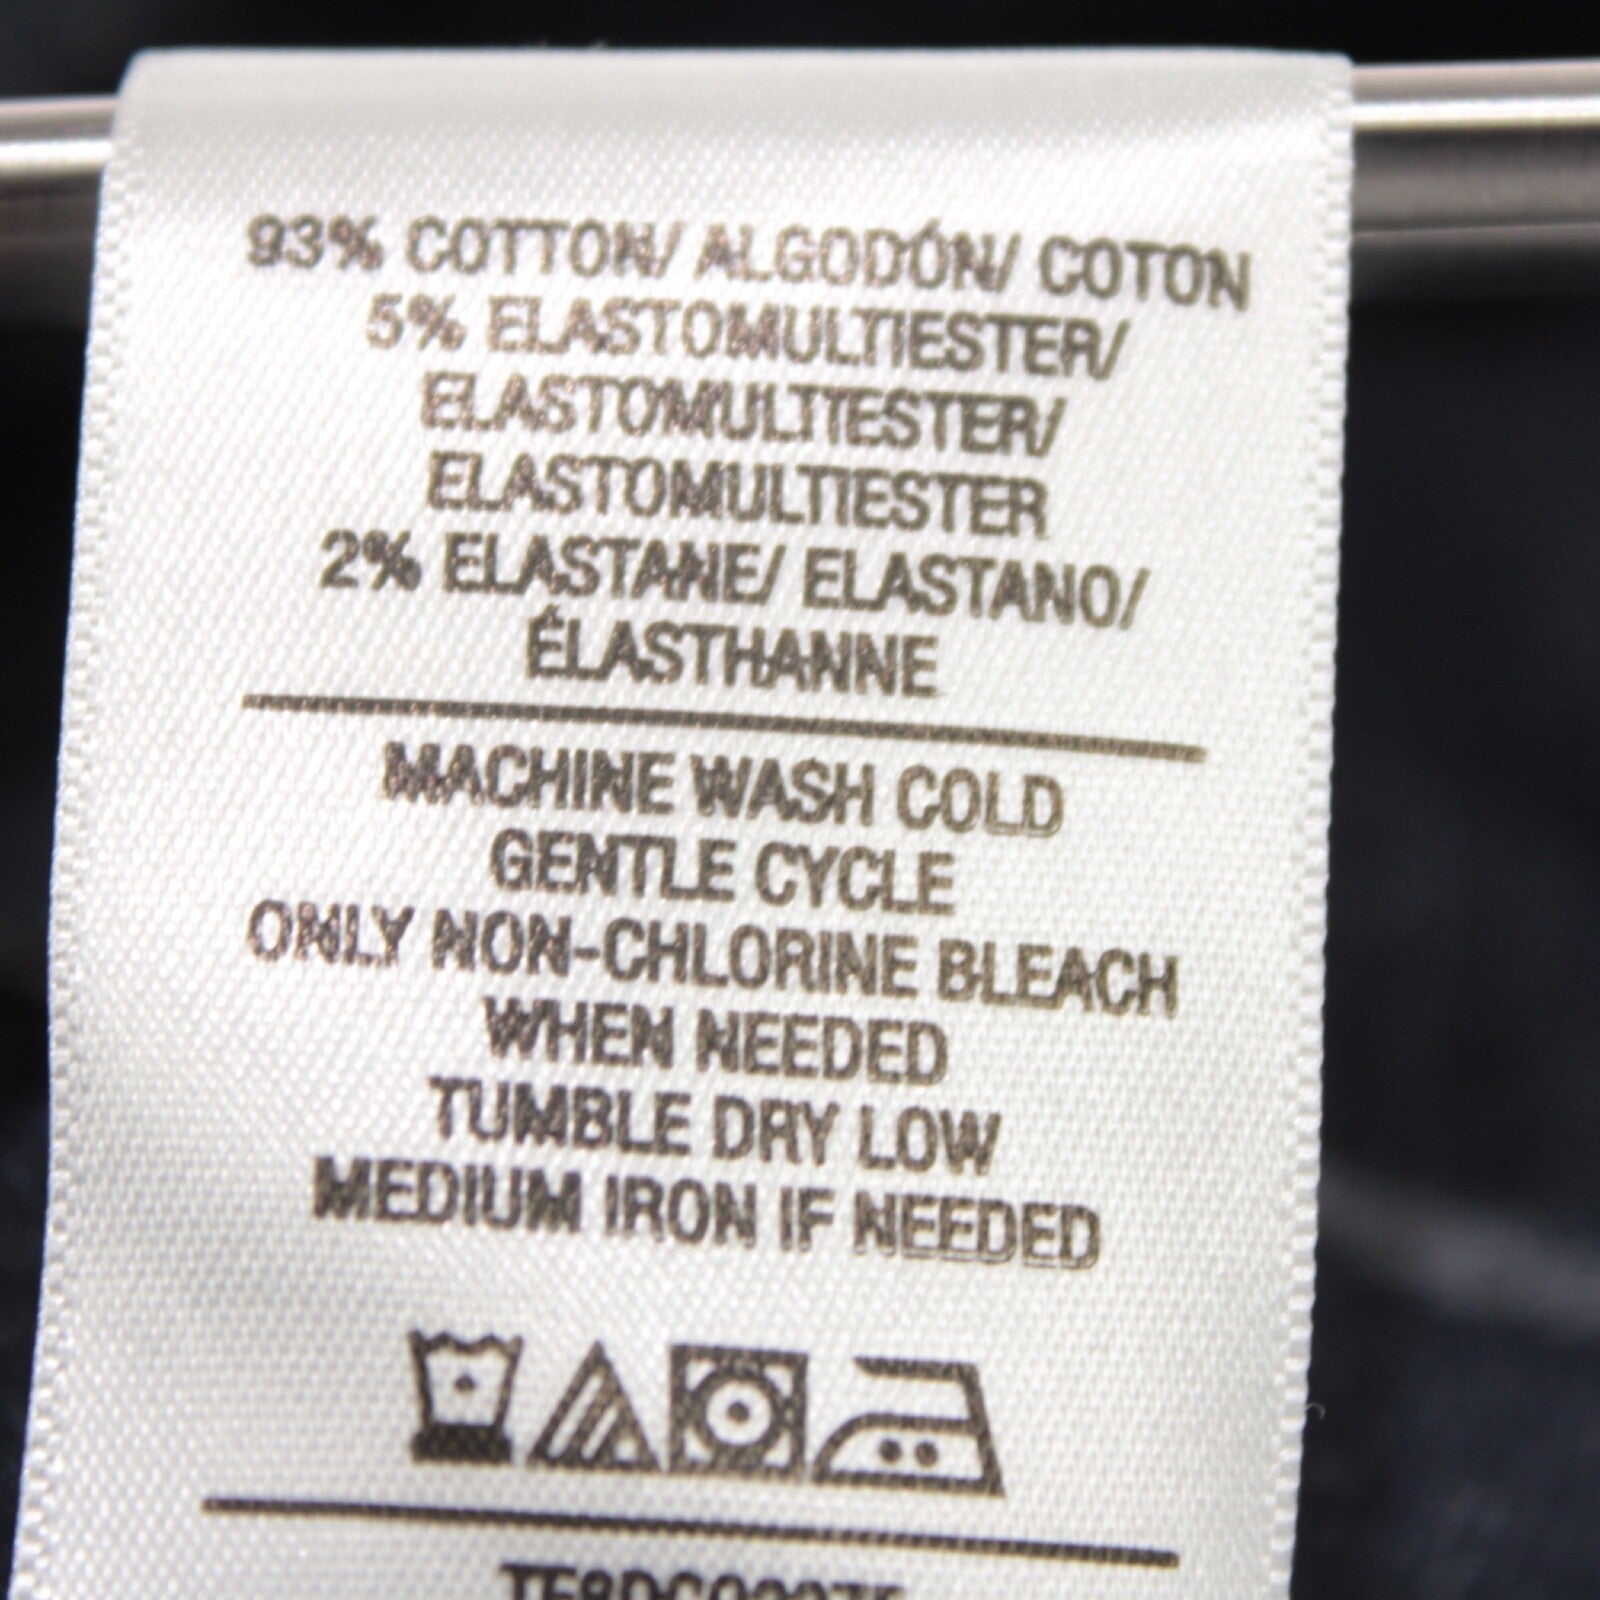 93% COTTON/ ALGODÓN/ COTON
5% ELASTOMULTIESTER/
ELASTOMULTIESTER/
ELASTOMULTIESTER
2% ELASTANE/ ELASTANO/
ÉLASTHANNE
MACHINE WASH COLD
GENTLE CYCLE
ONLY NON-CHLORINE BLEACH
WHEN NEEDED
TUMBLE DRY LOW
MEDIUM IRON IF NEEDED